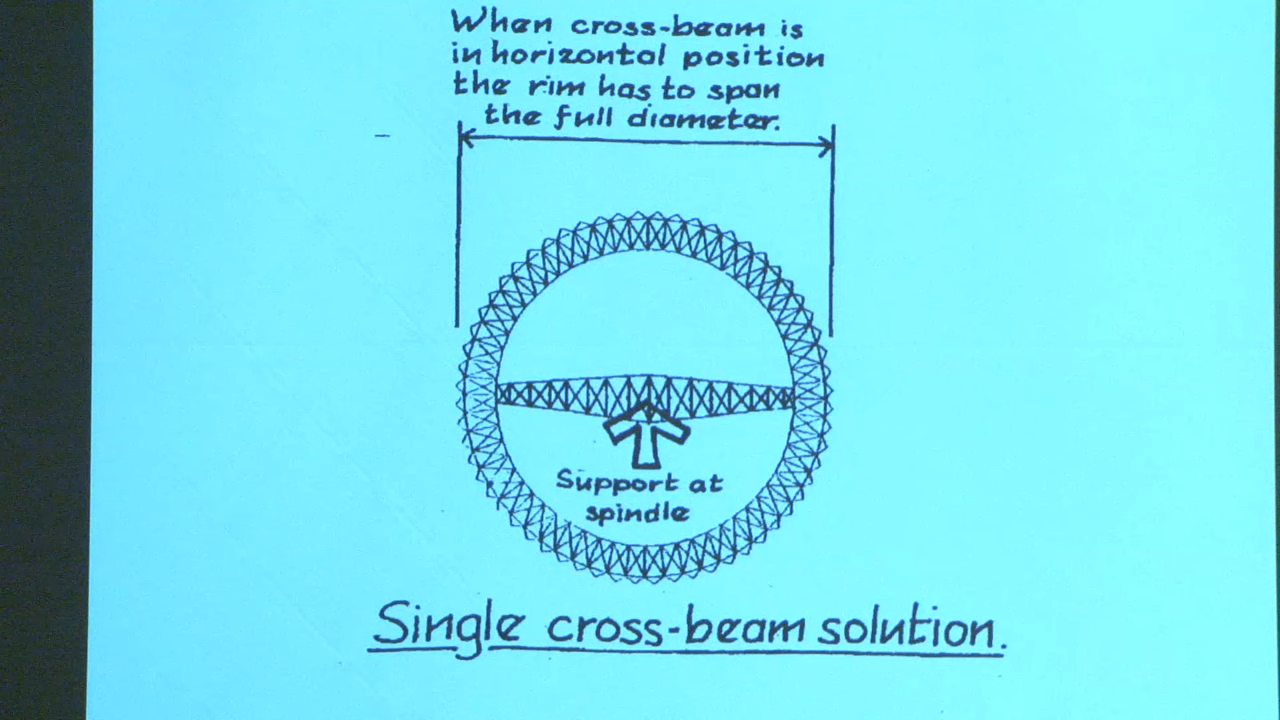 When cross-beam is
in horizontal position
the rim has to span
the full diameter.
Support at
spindle
Single cross-beam solution.